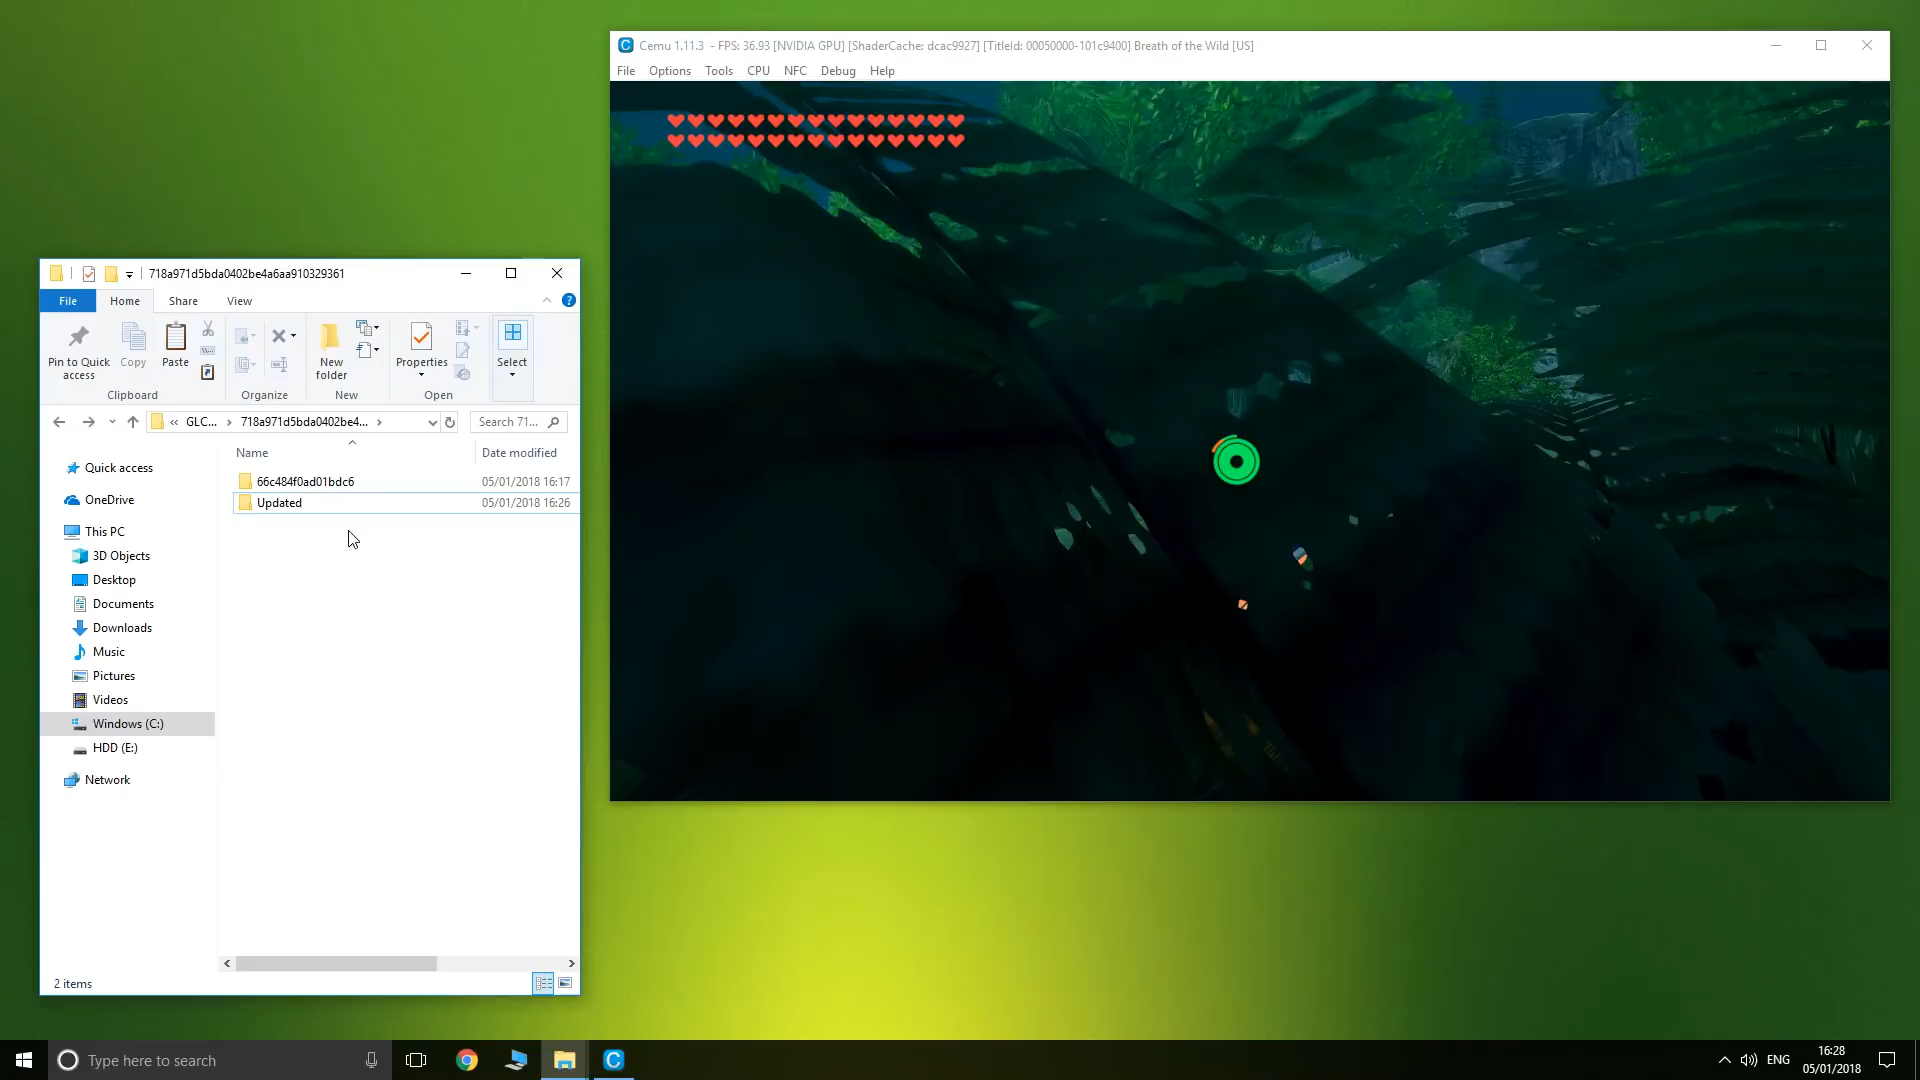 Cemu 1.11.3 - FPS: 36.93 [NVIDIA GPU] [ShaderCache: dcac9927] [TitleId: 00050000-101c9400] Breath of the Wild [US]
File Options Tools CPU NFC Debug Help
718a971d5bda0402be4a6aa910329361
File Home Share View
Pin to Quick access
Copy
Paste
New folder
Properties
Select
Clipboard Organize New Open
« GLC... › 718a971d5bda0402be4... ›
Search 71...
Name Date modified
66c484f0ad01bdc6 05/01/2018 16:17
Updated 05/01/2018 16:26
Quick access
OneDrive
This PC
3D Objects
Desktop
Documents
Downloads
Music
Pictures
Videos
Windows (C:)
HDD (E:)
Network
2 items
Type here to search
ENG
16:28
05/01/2018